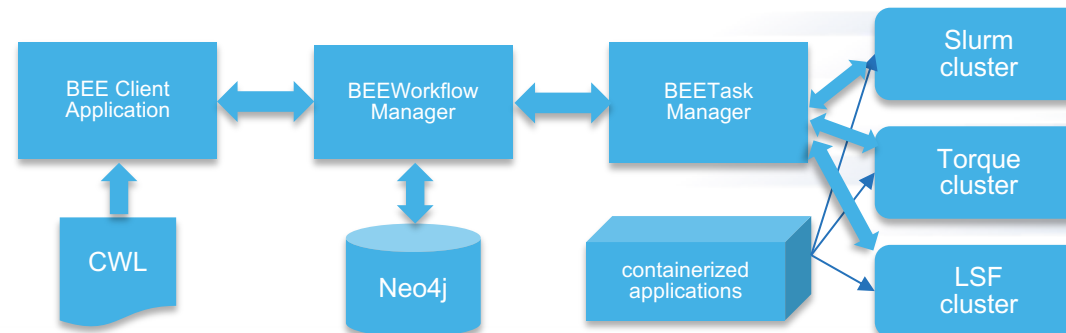 BEE Client
Application
BEEWorkflow
Manager
BEETask
Manager
Slurm
cluster
Torque
cluster
LSF
cluster
CWL
Neo4j
containerized
applications